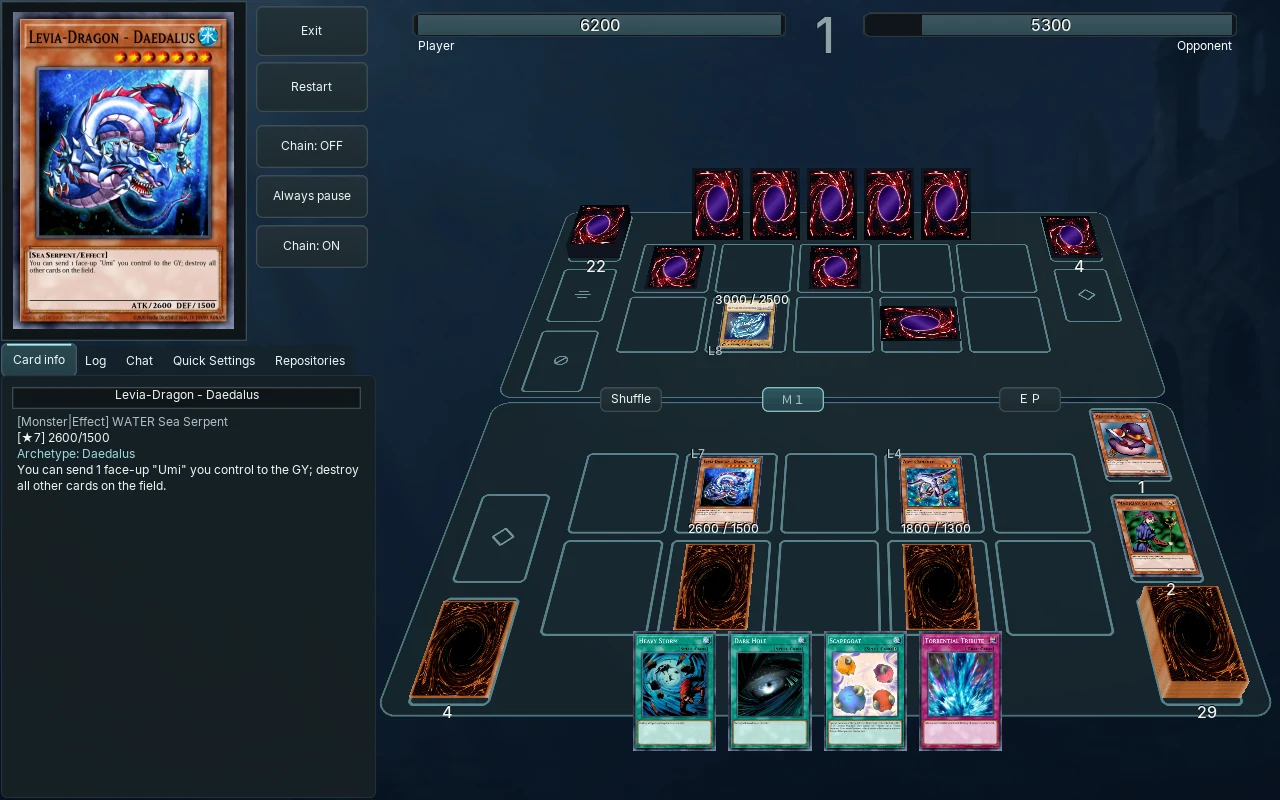 LEVIA-DRAGON - DAEDALUS
[SEA SERPENT/EFFECT]
You can send 1 face-up "Umi" you control to the GY; destroy all other cards on the field.
ATK/2600 DEF/1500
Exit
Restart
Chain: OFF
Always pause
Chain: ON
6200
Player
1
5300
Opponent
Card info
Log
Chat
Quick Settings
Repositories
Levia-Dragon - Daedalus
[Monster|Effect] WATER Sea Serpent
[★7] 2600/1500
Archetype: Daedalus
You can send 1 face-up "Umi" you control to the GY; destroy
all other cards on the field.
22
4
3000 / 2500
L8
Shuffle
M 1
E P
L7
2600 / 1500
L4
1800 / 1300
1
2
HEAVY STORM
DARK HOLE
SCAPEGOAT
TORRENTIAL TRIBUTE
4
29